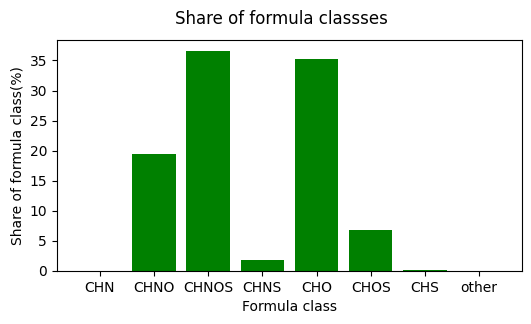 Share of formula classses
Share of formula class(%)
35
30
25
20
15
10
5
0
CHN CHNO CHNOS CHNS CHO CHOS CHS other
Formula class